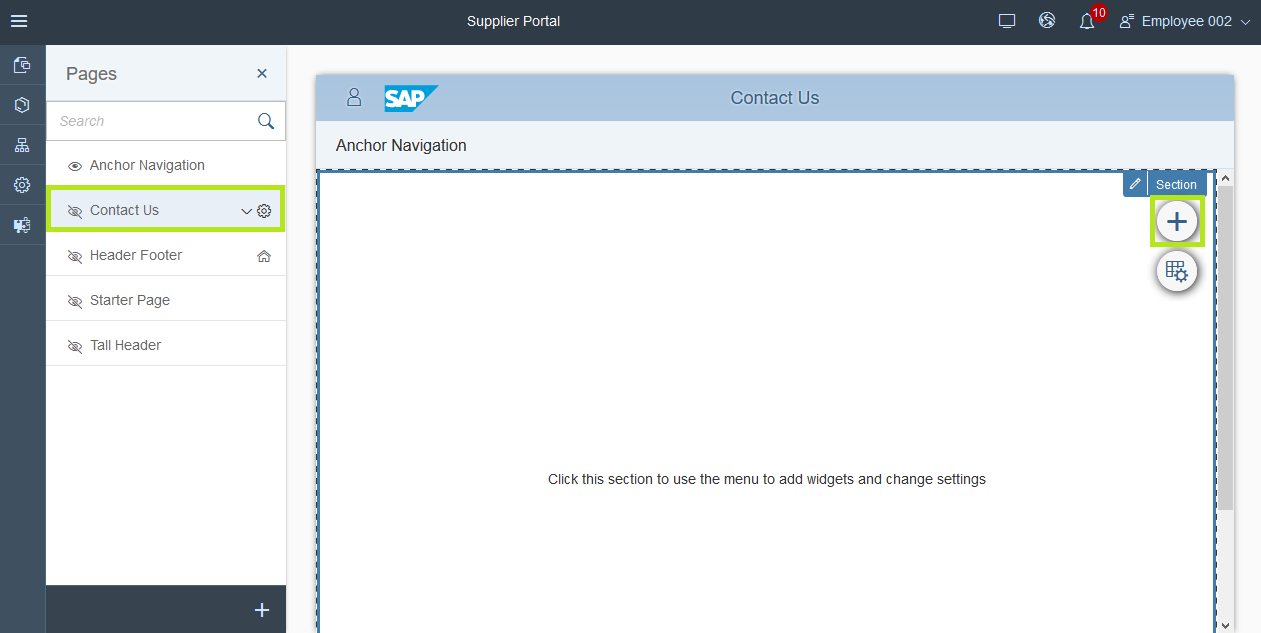 Supplier Portal
10
Employee 002
Pages
Search
Anchor Navigation
Contact Us
Header Footer
Starter Page
Tall Header
SAP
Contact Us
Anchor Navigation
Section
Click this section to use the menu to add widgets and change settings